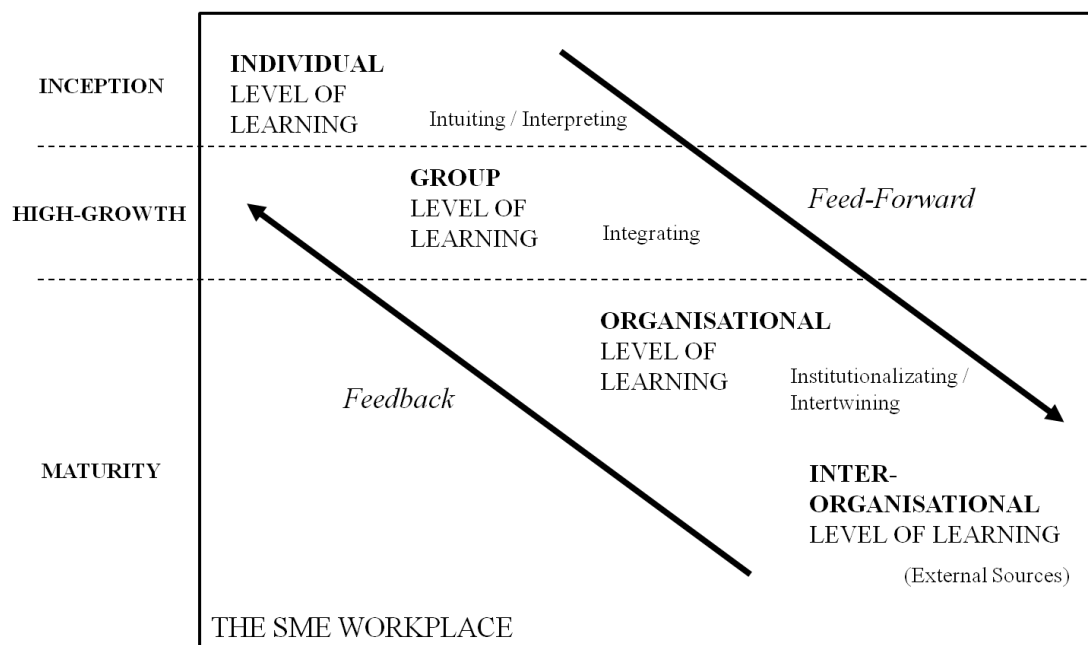 INCEPTION
INDIVIDUAL
LEVEL OF
LEARNING
Intuiting / Interpreting
HIGH-GROWTH
GROUP
LEVEL OF
LEARNING
Integrating
Feed-Forward
MATURITY
ORGANISATIONAL
LEVEL OF
LEARNING
Institutionalizating /
Intertwining
Feedback
INTER-
ORGANISATIONAL
LEVEL OF LEARNING
(External Sources)
THE SME WORKPLACE